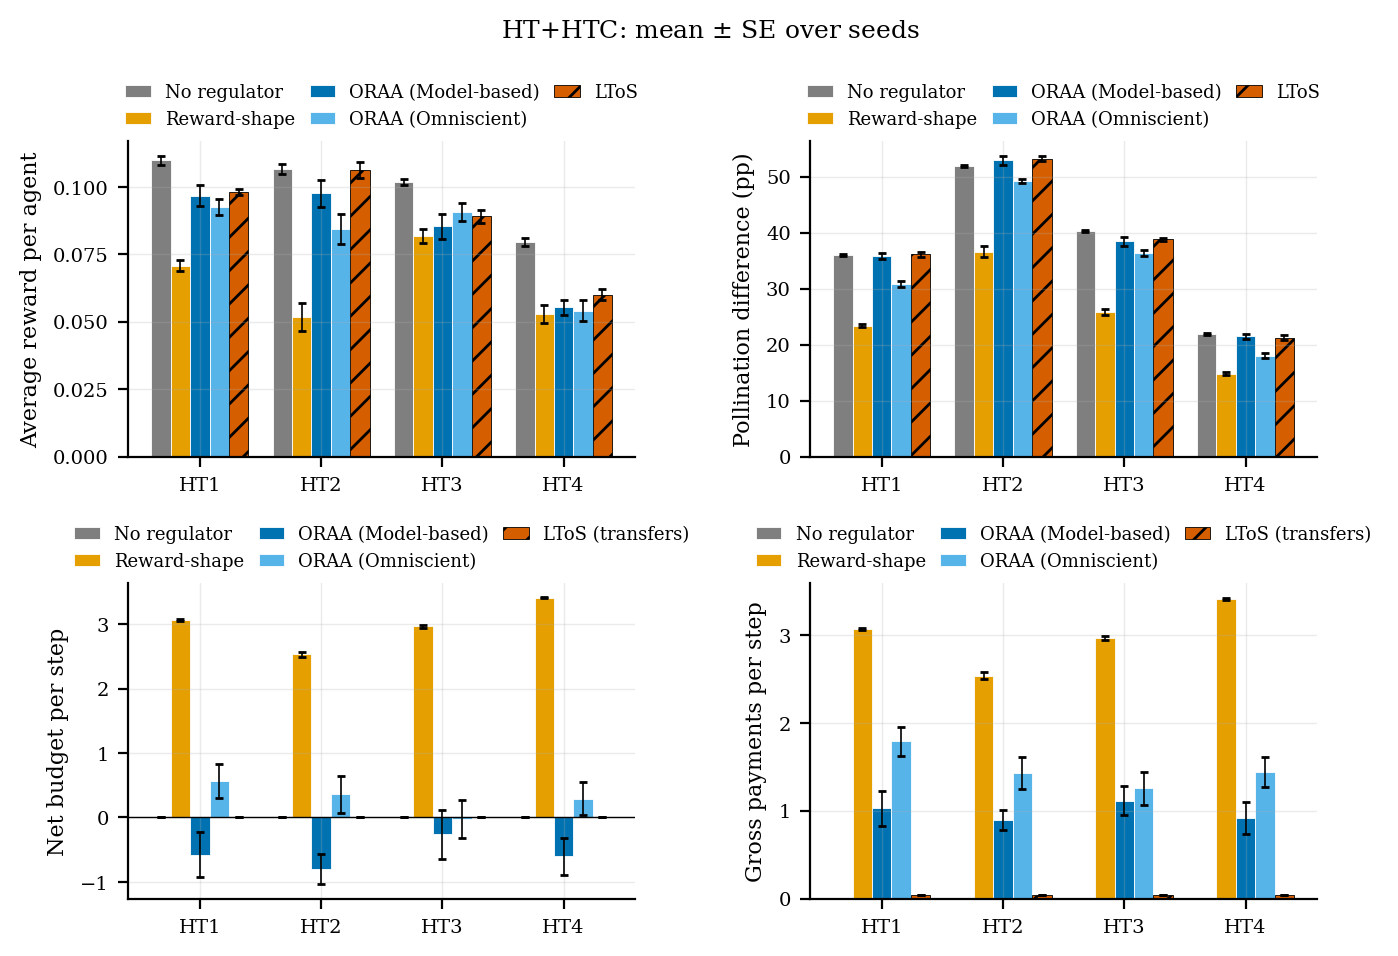 HT+HTC: mean ± SE over seeds
No regulator
Reward-shape
ORAA (Model-based)
ORAA (Omniscient)
LToS
Average reward per agent
0.100
0.075
0.050
0.025
0.000
HT1 HT2 HT3 HT4
No regulator
Reward-shape
ORAA (Model-based)
ORAA (Omniscient)
LToS
Pollination difference (pp)
50
40
30
20
10
0
HT1 HT2 HT3 HT4
No regulator
Reward-shape
ORAA (Model-based)
ORAA (Omniscient)
LToS (transfers)
Net budget per step
3
2
1
0
−1
HT1 HT2 HT3 HT4
No regulator
Reward-shape
ORAA (Model-based)
ORAA (Omniscient)
LToS (transfers)
Gross payments per step
3
2
1
0
HT1 HT2 HT3 HT4